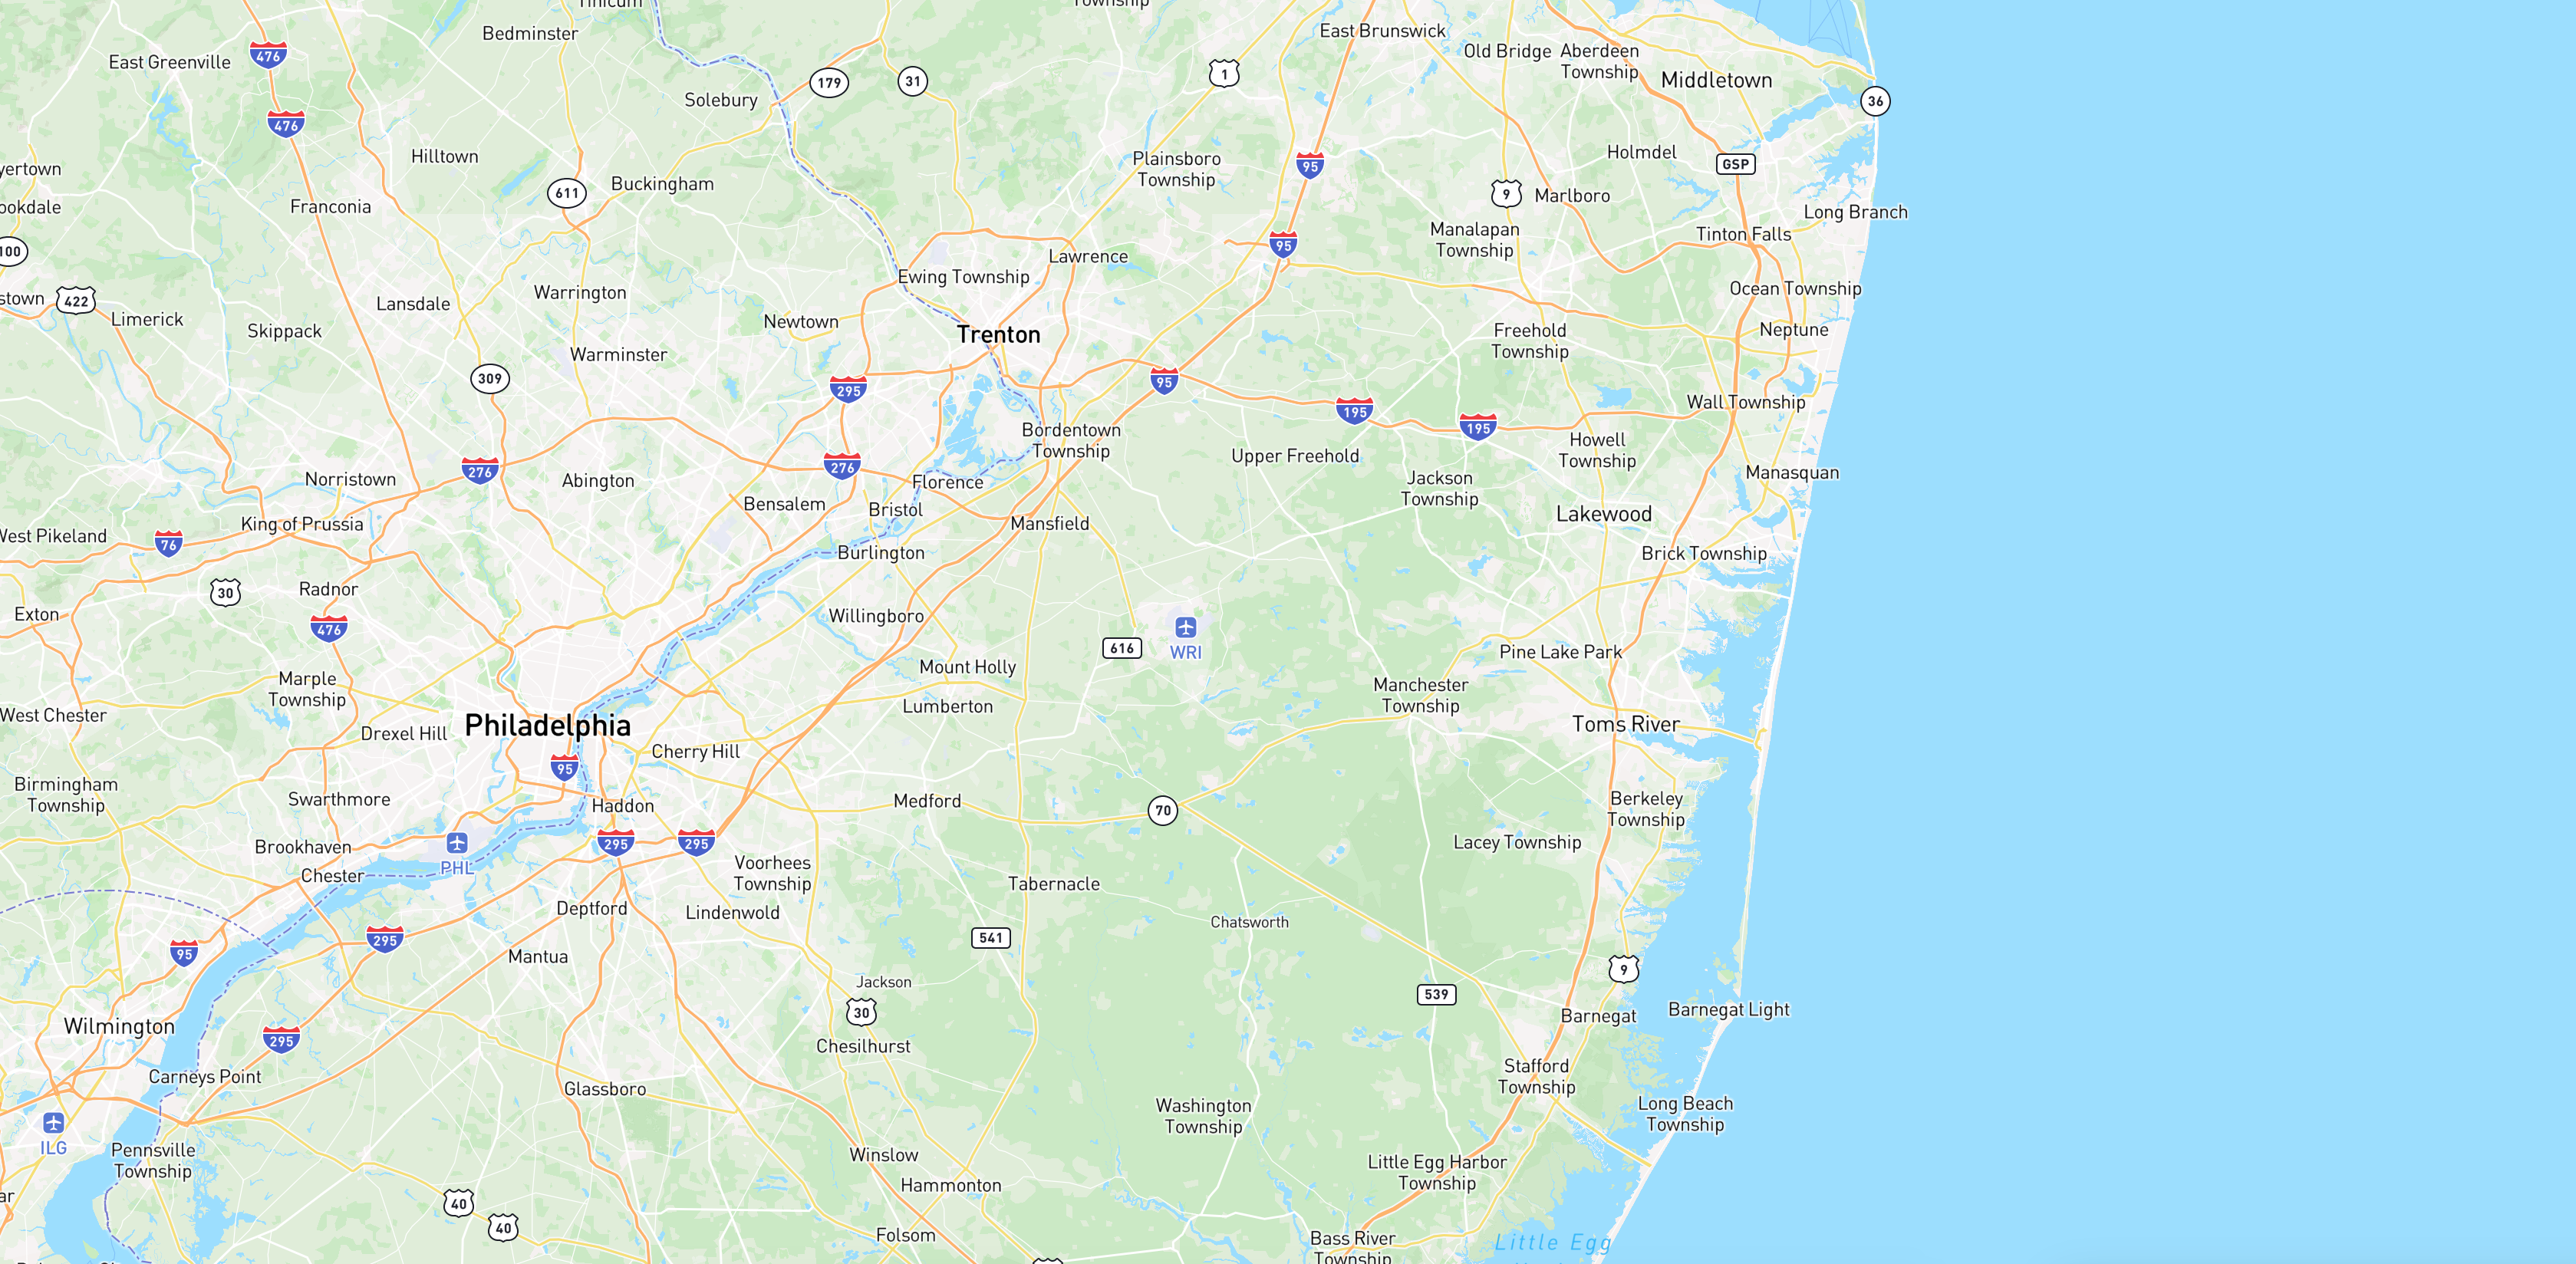 Tinicum
Township
Bedminster
East Brunswick
Old Bridge
Aberdeen
Township
East Greenville
476
1
Middletown
179
31
Solebury
36
476
Hilltown
Plainsboro
Township
95
Holmdel
GSP
yertown
Buckingham
611
9
Marlboro
ookdale
Franconia
Long Branch
100
Manalapan
Township
Tinton Falls
95
Lawrence
Ewing Township
Ocean Township
stown
422
Lansdale
Warrington
Limerick
Skippack
Newtown
Trenton
Freehold
Township
Neptune
Warminster
309
295
95
195
Wall Township
195
Bordentown
Township
Howell
Township
Upper Freehold
276
276
Norristown
Abington
Florence
Jackson
Township
Manasquan
Bensalem
Bristol
King of Prussia
Mansfield
Lakewood
West Pikeland
76
Burlington
Brick Township
30
Radnor
Exton
476
Willingboro
616
WRI
Pine Lake Park
Mount Holly
Marple
Township
Manchester
Township
Lumberton
West Chester
Drexel Hill
Philadelphia
Toms River
Cherry Hill
95
Birmingham
Township
Swarthmore
Haddon
Medford
70
Berkeley
Township
Brookhaven
PHL
295
295
Lacey Township
Chester
Voorhees
Township
Tabernacle
Deptford
Lindenwold
Chatsworth
295
541
95
Mantua
9
Jackson
539
30
Barnegat Light
Barnegat
Wilmington
295
Chesilhurst
Stafford
Township
Carneys Point
Glassboro
Washington
Township
Long Beach
Township
ILG
Pennsville
Township
Winslow
Little Egg Harbor
Township
Hammonton
ar
40
40
Folsom
Bass River
Township
Little Egg